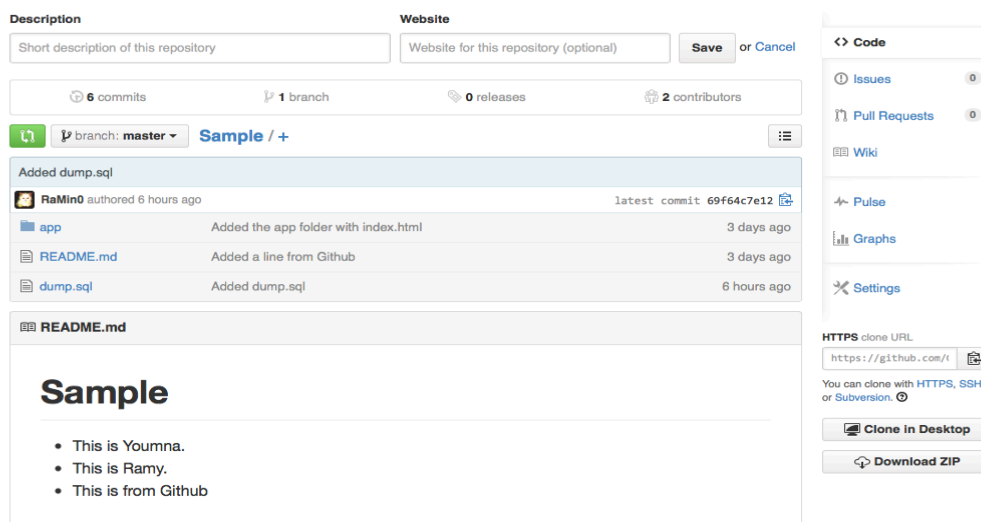 Description
Website
Short description of this repository
Website for this repository (optional)
Save
or Cancel
6 commits
1 branch
0 releases
2 contributors
branch: master
Sample / +
Added dump.sql
RaMin0 authored 6 hours ago
latest commit 69f64c7e12
app
Added the app folder with index.html
3 days ago
README.md
Added a line from Github
3 days ago
dump.sql
Added dump.sql
6 hours ago
README.md
Sample
• This is Youmna.
• This is Ramy.
• This is from Github
<> Code
Issues 0
Pull Requests 0
Wiki
Pulse
Graphs
Settings
HTTPS clone URL
https://github.com/
You can clone with HTTPS, SSH
or Subversion.
Clone in Desktop
Download ZIP